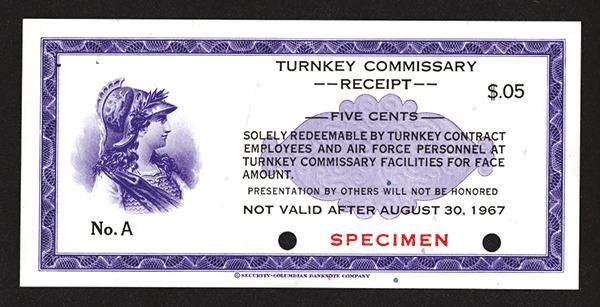 TURNKEY COMMISSARY
--RECEIPT--
$.05
FIVE CENTS
SOLELY REDEEMABLE BY TURNKEY CONTRACT
EMPLOYEES AND AIR FORCE PERSONNEL AT
TURNKEY COMMISSARY FACILITIES FOR FACE
AMOUNT.
PRESENTATION BY OTHERS WILL NOT BE HONORED
NOT VALID AFTER AUGUST 30, 1967
No. A
SPECIMEN
© SECURITY-COLUMBIAN BANKNOTE COMPANY